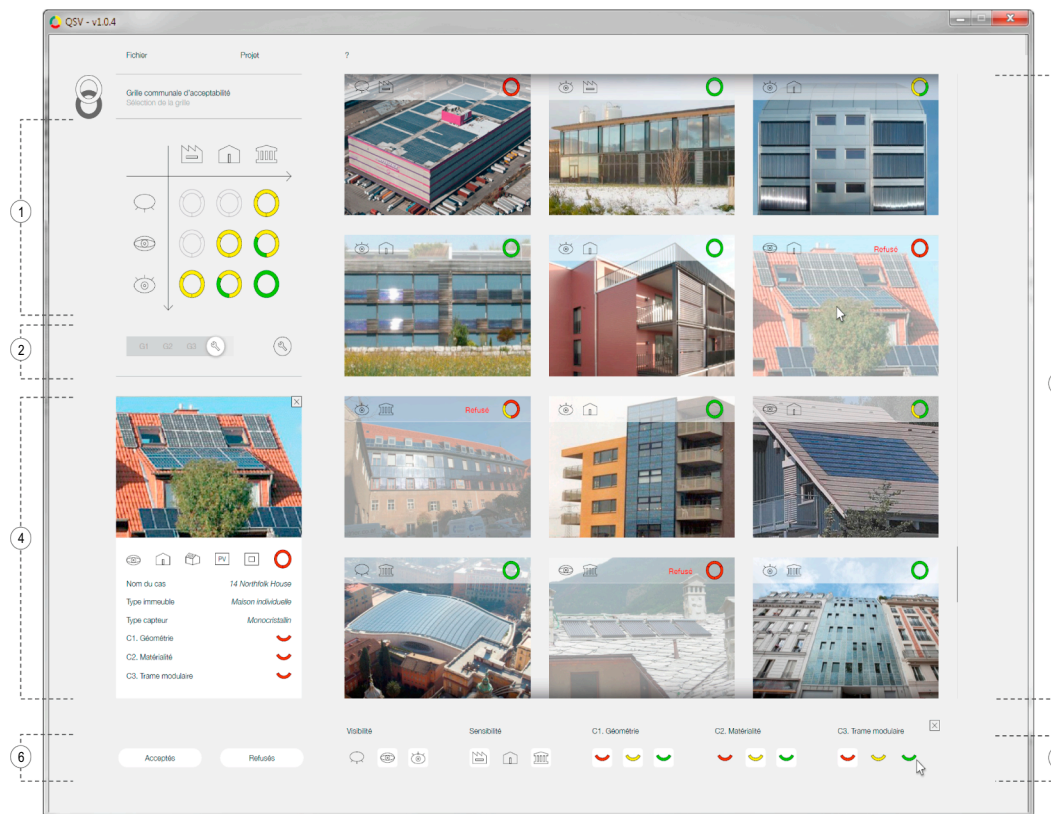 QSV - v1.0.4
Fichier Projet ?
Grille communale d'acceptabilité
Sélection de la grille
1
2
G1 G2 G3
Refusé
Refusé
4
PV
Nom du cas 14 Northfolk House
Type immeuble Maison individuelle
Type capteur Monocristallin
C1. Géométrie
C2. Matérialité
C3. Trame modulaire
Refusé
Visibilité Sensibilité C1. Géométrie C2. Matérialité C3. Trame modulaire
6
Acceptés Refusés